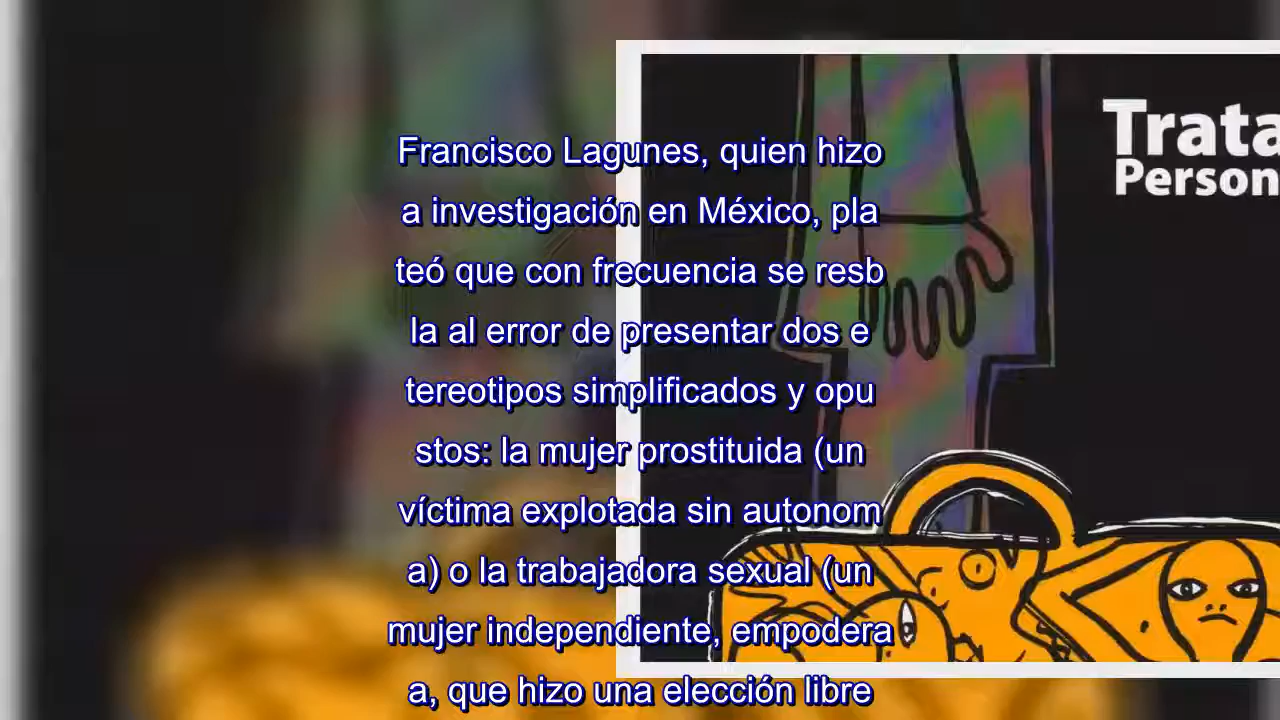 Francisco Lagunes, quien hizo
a investigación en México, pla
teó que con frecuencia se resb
la al error de presentar dos e
tereotipos simplificados y opu
stos: la mujer prostituida (un
víctima explotada sin autonom
a) o la trabajadora sexual (un
mujer independiente, empodera
a, que hizo una elección libre
Trata
Person